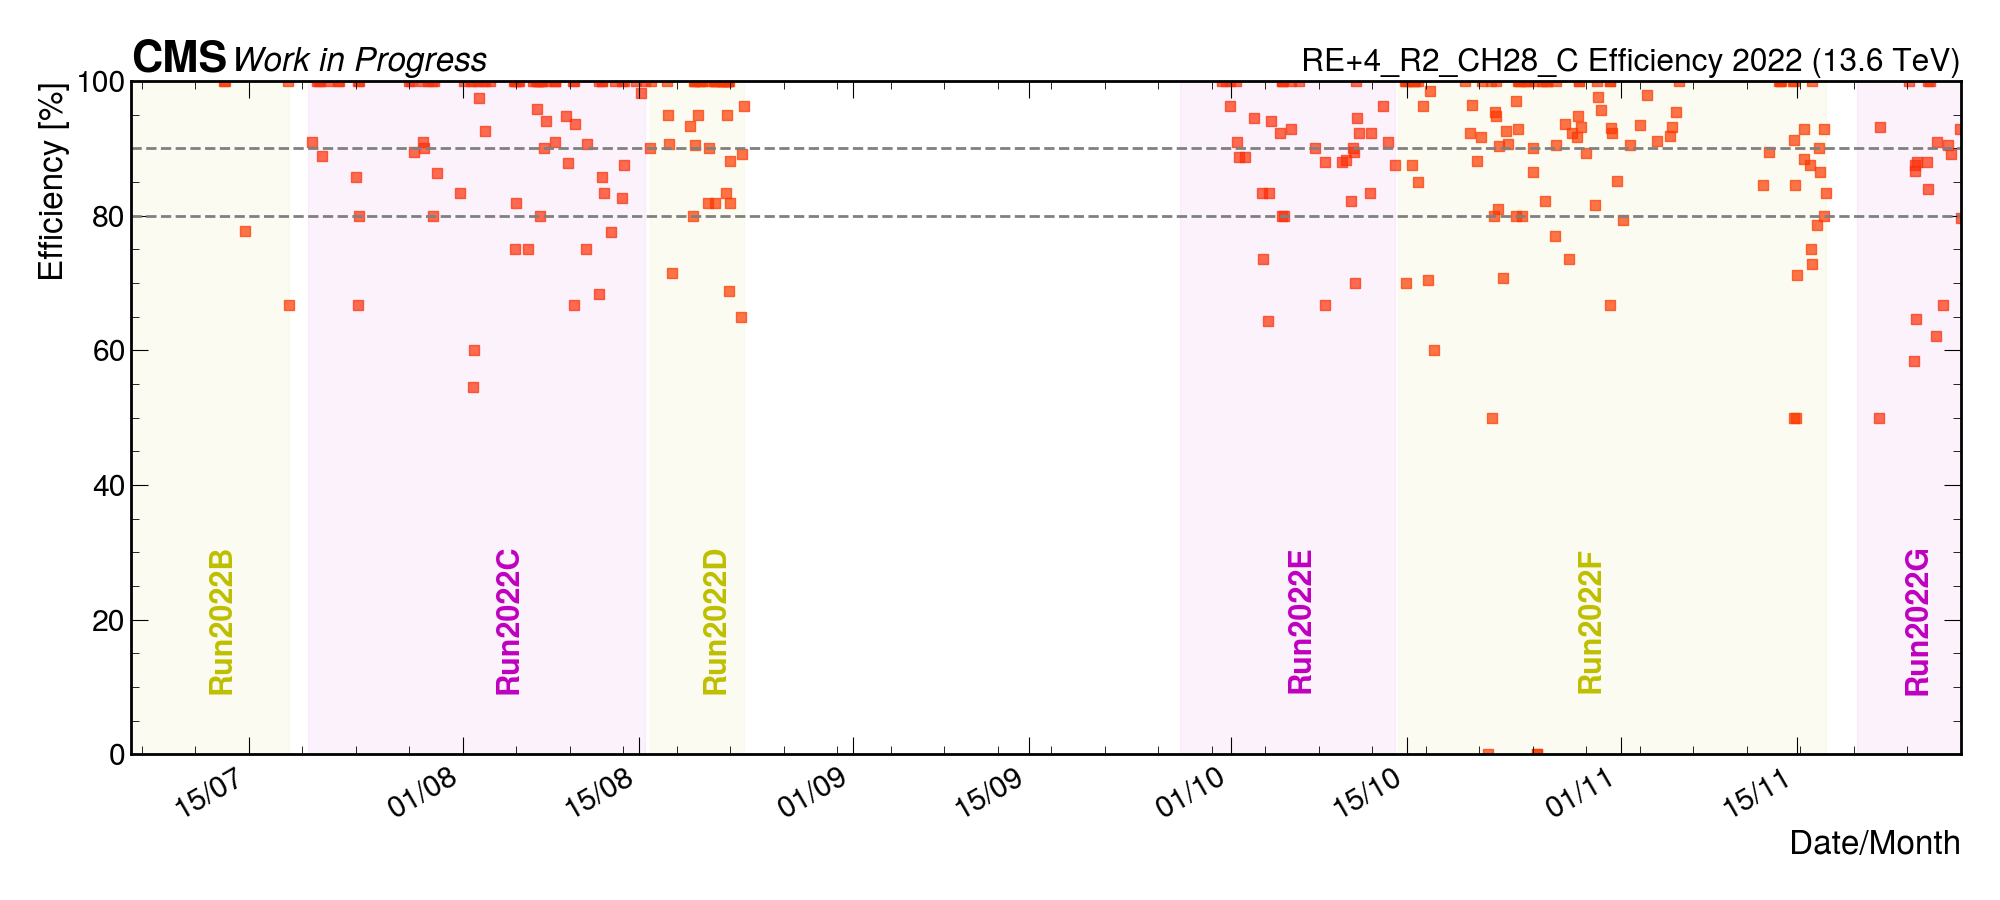 CMS Work in Progress
RE+4_R2_CH28_C Efficiency 2022 (13.6 TeV)
Efficiency [%]
100
80
60
40
20
0
Run2022B
Run2022C
Run2022D
Run2022E
Run2022F
Run2022G
15/07
01/08
15/08
01/09
15/09
01/10
15/10
01/11
15/11
Date/Month